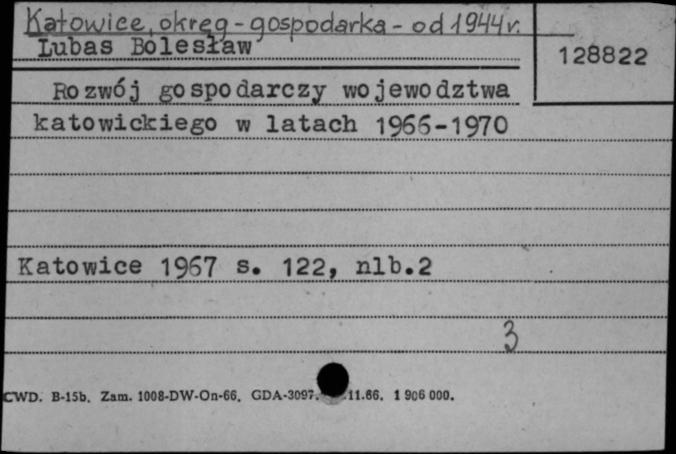 Katowice, okręg - gospodarka - od 1944 r.
Lubas Bolesław
128822
Rozwój gospodarczy województwa
katowickiego w latach 1966-1970
Katowice 1967 s. 122, nlb.2
3
CWD. B-15b. Zam. 1008-DW-On-66. GDA-3097. 11.66. 1 906 000.